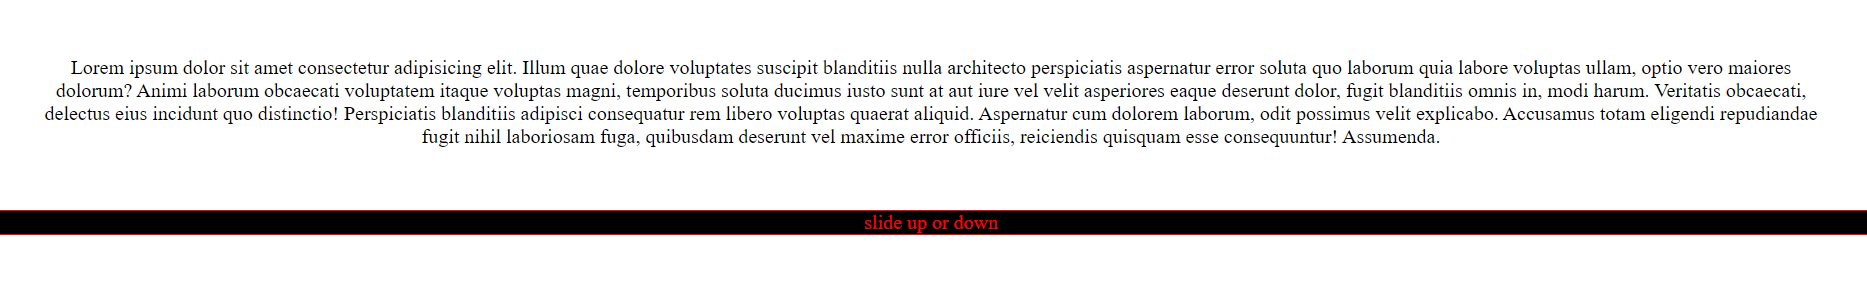 Lorem ipsum dolor sit amet consectetur adipisicing elit. Illum quae dolore voluptates suscipit blanditiis nulla architecto perspiciatis aspernatur error soluta quo laborum quia labore voluptas ullam, optio vero maiores
dolorum? Animi laborum obcaecati voluptatem itaque voluptas magni, temporibus soluta ducimus iusto sunt at aut iure vel velit asperiores eaque deserunt dolor, fugit blanditiis omnis in, modi harum. Veritatis obcaecati,
delectus eius incidunt quo distinctio! Perspiciatis blanditiis adipisci consequatur rem libero voluptas quaerat aliquid. Aspernatur cum dolorem laborum, odit possimus velit explicabo. Accusamus totam eligendi repudiandae
fugit nihil laboriosam fuga, quibusdam deserunt vel maxime error officiis, reiciendis quisquam esse consequuntur! Assumenda.
slide up or down